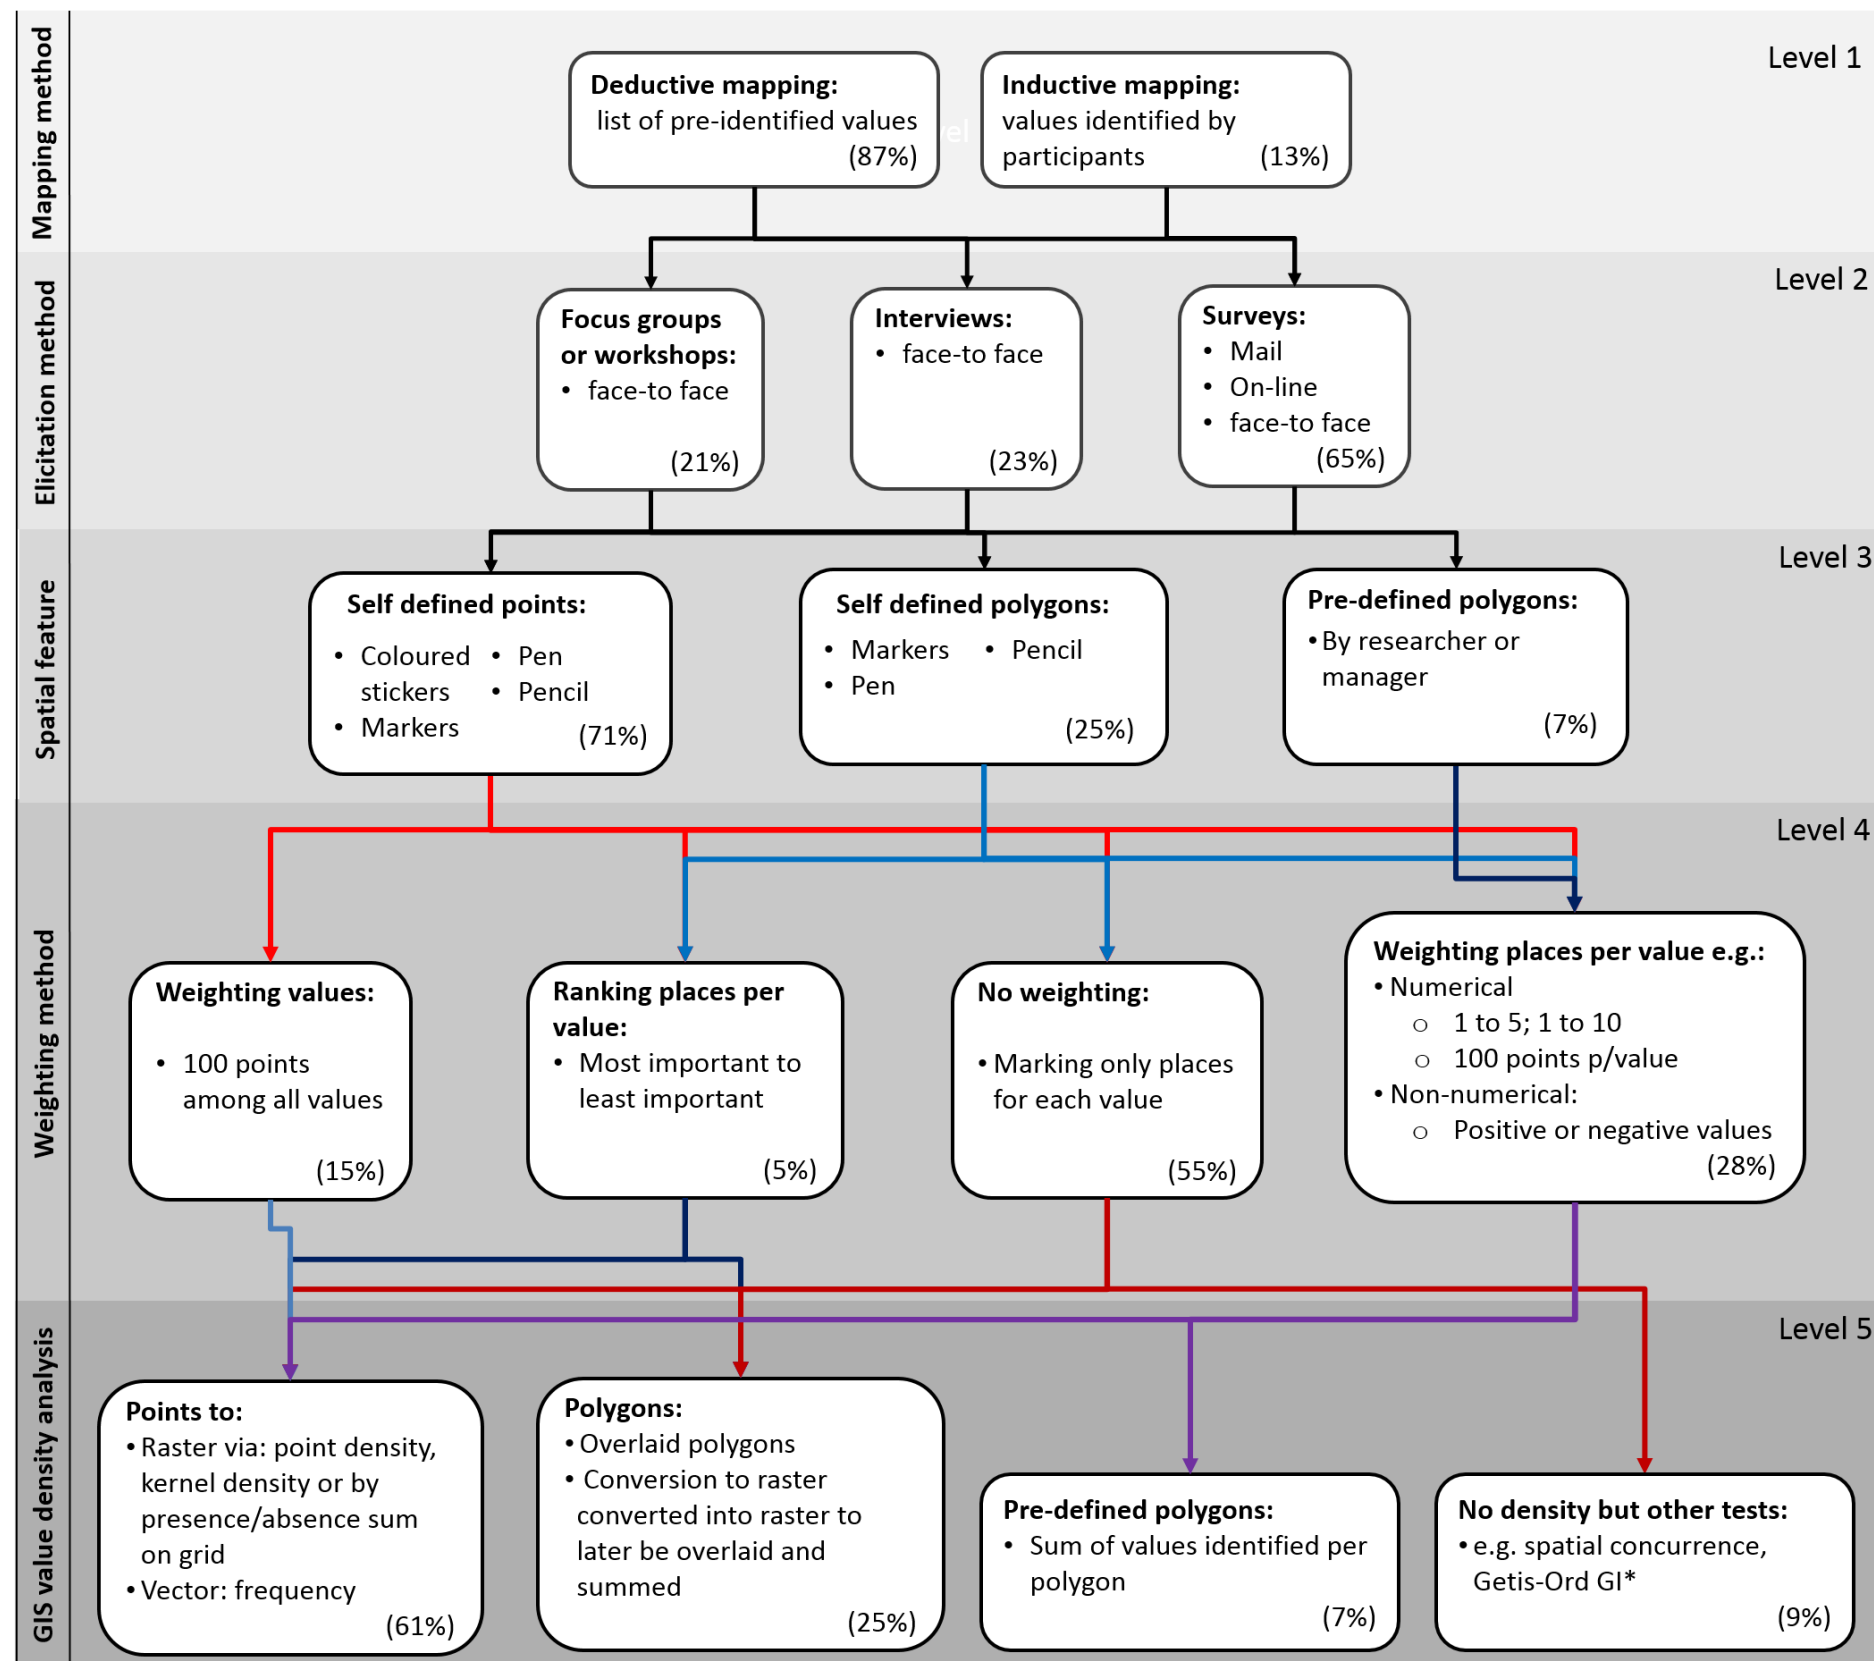 Mapping method
Level 1
Deductive mapping:
list of pre-identified values
(87%)
vel
Inductive mapping:
values identified by
participants (13%)
Elicitation method
Level 2
Focus groups
or workshops:
• face-to face
(21%)
Interviews:
• face-to face
(23%)
Surveys:
• Mail
• On-line
• face-to face
(65%)
Spatial feature
Level 3
Self defined points:
• Coloured • Pen
stickers • Pencil
• Markers
(71%)
Self defined polygons:
• Markers • Pencil
• Pen
(25%)
Pre-defined polygons:
• By researcher or
manager
(7%)
Weighting method
Level 4
Weighting values:
• 100 points
among all values
(15%)
Ranking places per
value:
• Most important to
least important
(5%)
No weighting:
• Marking only places
for each value
(55%)
Weighting places per value e.g.:
• Numerical
o 1 to 5; 1 to 10
o 100 points p/value
• Non-numerical:
o Positive or negative values
(28%)
GIS value density analysis
Level 5
Points to:
• Raster via: point density,
kernel density or by
presence/absence sum
on grid
• Vector: frequency
(61%)
Polygons:
• Overlaid polygons
• Conversion to raster
converted into raster to
later be overlaid and
summed
(25%)
Pre-defined polygons:
• Sum of values identified per
polygon
(7%)
No density but other tests:
• e.g. spatial concurrence,
Getis-Ord GI*
(9%)